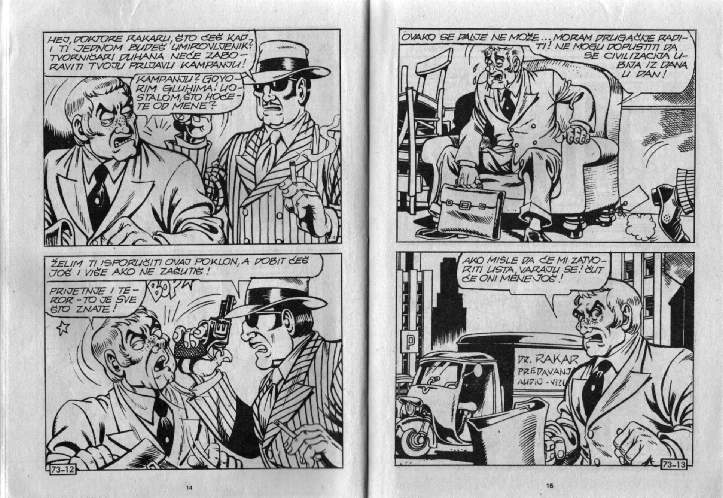 HEJ, DOKTORE RAKARU, ŠTO ĆEŠ KAD
I TI JEDNOM BUDEŠ UMIROVLJENIK?
TVORNIČARI DUHANA NEĆE ZABO-
RAVITI TVOJU PRLJAVU KAMPANJU!
KAMPANJU? GOVO-
RIM GLUHIMA! UO-
STALOM, ŠTO HOĆE-
TE OD MENE?
ŽELIM TI ISPORUČITI OVAJ POKLON, A DOBIT ĆEŠ
JOŠ I VIŠE AKO NE ZAŠUTIŠ!
PRIJETNJE I TE-
ROR - TO JE SVE
ŠTO ZNATE!
73-12
14
OVAKO SE DALJE NE MOŽE... MORAM DRUGAČIJE RADI-
TI! NE MOGU DOPUSTITI DA
SE CIVILIZACIJA U-
BIJA IZ DANA
U DAN!
AKO MISLE DA ĆE MI ZATVO-
RITI USTA, VARAJU SE! ČUT
ĆE ONI MENE JOŠ!
P
DR. RAKAR
PREDAVANJ
AUDIO-VIZU
73-13
15